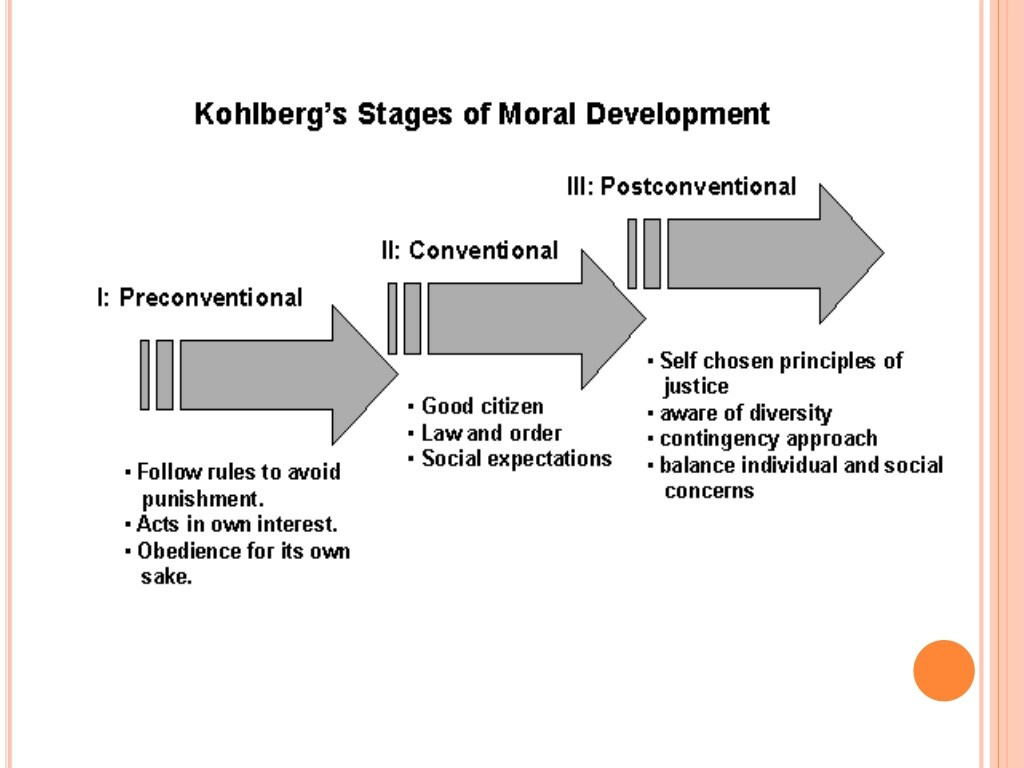 Kohlberg's Stages of Moral Development
I: Preconventional
▪ Follow rules to avoid
punishment.
▪ Acts in own interest.
▪ Obedience for its own
sake.
II: Conventional
▪ Good citizen
▪ Law and order
▪ Social expectations
III: Postconventional
▪ Self chosen principles of
justice
▪ aware of diversity
▪ contingency approach
▪ balance individual and social
concerns